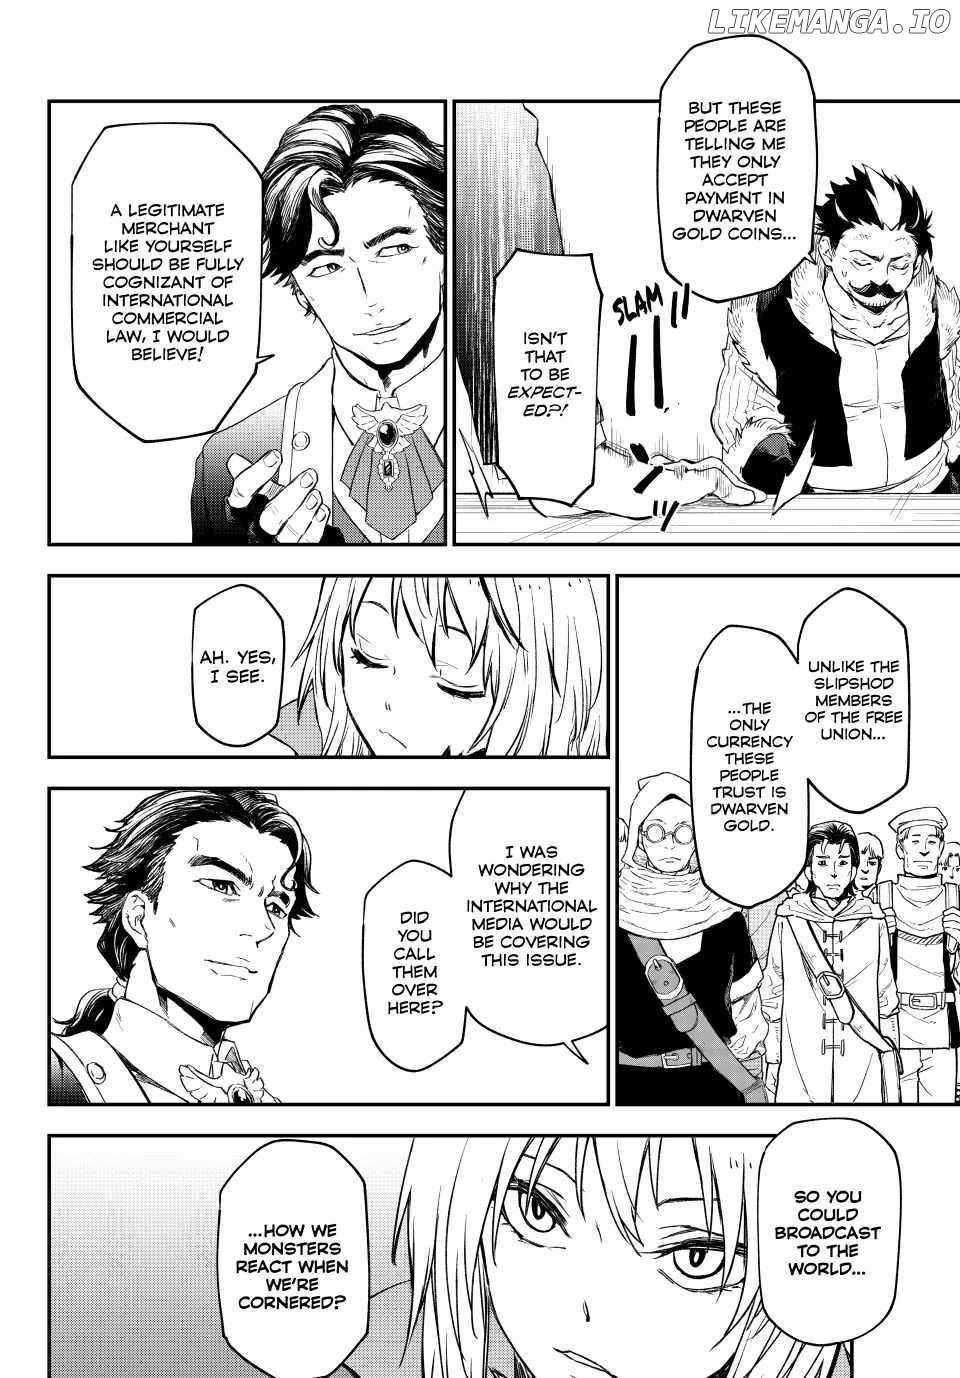 LIKEMANGA.IO
BUT THESE
PEOPLE ARE
TELLING ME
THEY ONLY
ACCEPT
PAYMENT IN
DWARVEN
GOLD COINS...
SLAM
ISN'T
THAT
TO BE
EXPECT-
ED?!
A LEGITIMATE
MERCHANT
LIKE YOURSELF
SHOULD BE FULLY
COGNIZANT OF
INTERNATIONAL
COMMERCIAL
LAW, I WOULD
BELIEVE!
UNLIKE THE
SLIPSHOD
MEMBERS
OF THE FREE
UNION...
...THE
ONLY
CURRENCY
THESE
PEOPLE
TRUST IS
DWARVEN
GOLD.
AH. YES,
I SEE.
I WAS
WONDERING
WHY THE
INTERNATIONAL
MEDIA WOULD
BE COVERING
THIS ISSUE.
DID
YOU
CALL
THEM
OVER
HERE?
SO YOU
COULD
BROADCAST
TO THE
WORLD...
...HOW WE
MONSTERS
REACT WHEN
WE'RE
CORNERED?